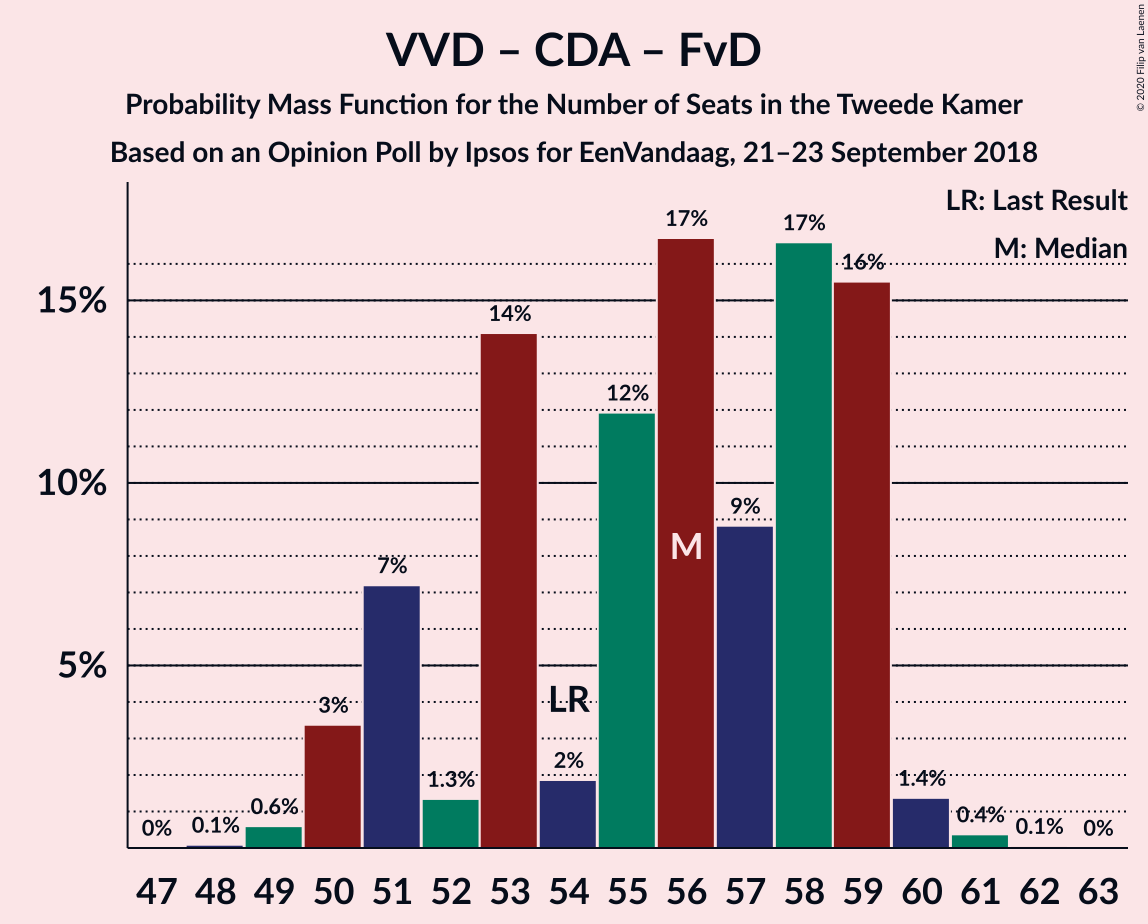 © 2020 Filip van Laenen
VVD – CDA – FvD
Probability Mass Function for the Number of Seats in the Tweede Kamer
Based on an Opinion Poll by Ipsos for EenVandaag, 21–23 September 2018
LR: Last Result
M: Median
15%
10%
5%
0%
0.1%
0.6%
3%
7%
1.3%
14%
2%
12%
17%
9%
17%
16%
1.4%
0.4%
0.1%
0%
LR
M
47 48 49 50 51 52 53 54 55 56 57 58 59 60 61 62 63